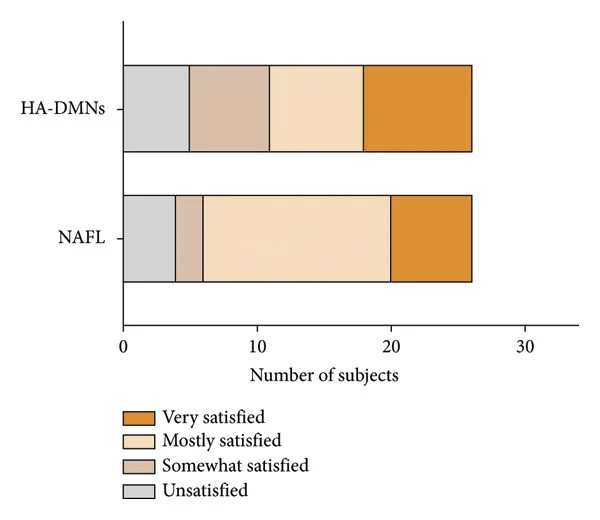 HA-DMNs
NAFL
0 10 20 30
Number of subjects
Very satisfied
Mostly satisfied
Somewhat satisfied
Unsatisfied